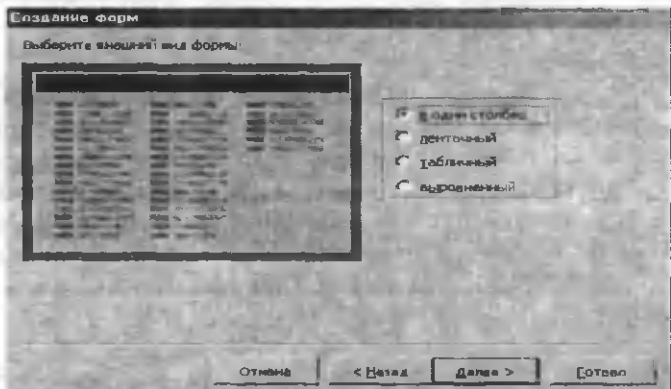 Создание форм
Выберите внешний вид формы:
в один столбец
ленточный
табличный
выровненный
Отмена
< Назад
Далее >
Готово